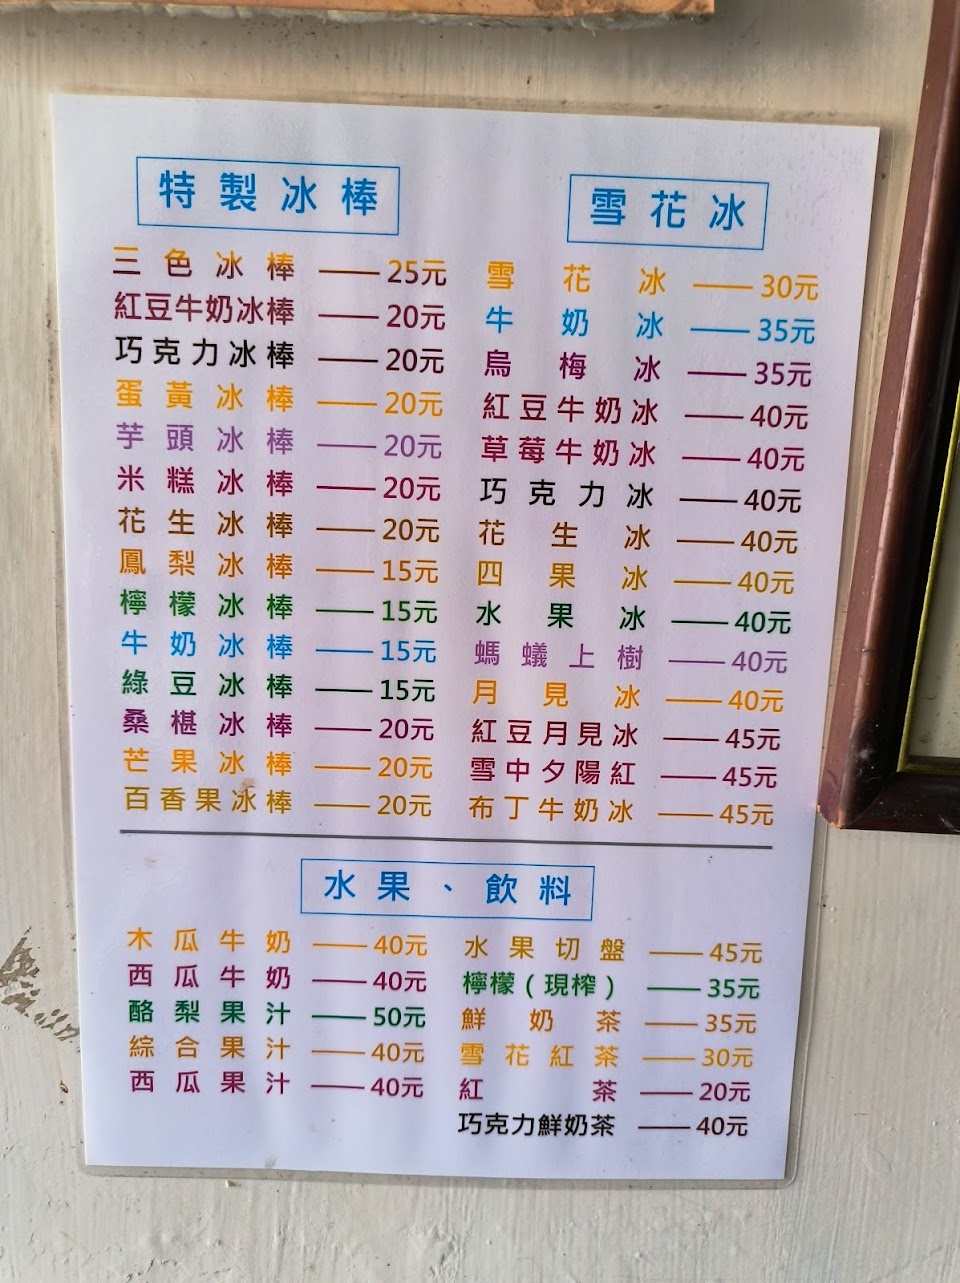 特製冰棒
三色冰棒 —— 25元
紅豆牛奶冰棒 —— 20元
巧克力冰棒 —— 20元
蛋黃冰棒 —— 20元
芋頭冰棒 —— 20元
米糕冰棒 —— 20元
花生冰棒 —— 20元
鳳梨冰棒 —— 15元
檸檬冰棒 —— 15元
牛奶冰棒 —— 15元
綠豆冰棒 —— 15元
桑椹冰棒 —— 20元
芒果冰棒 —— 20元
百香果冰棒 —— 20元
雪花冰
雪花冰 —— 30元
牛奶冰 —— 35元
烏梅冰 —— 35元
紅豆牛奶冰 —— 40元
草莓牛奶冰 —— 40元
巧克力冰 —— 40元
花生冰 —— 40元
四果冰 —— 40元
水果冰 —— 40元
螞蟻上樹 —— 40元
月見冰 —— 40元
紅豆月見冰 —— 45元
雪中夕陽紅 —— 45元
布丁牛奶冰 —— 45元
水果、飲料
木瓜牛奶 —— 40元
西瓜牛奶 —— 40元
酪梨果汁 —— 50元
綜合果汁 —— 40元
西瓜果汁 —— 40元
水果切盤 —— 45元
檸檬(現榨) —— 35元
鮮奶茶 —— 35元
雪花紅茶 —— 30元
紅茶 —— 20元
巧克力鮮奶茶 —— 40元